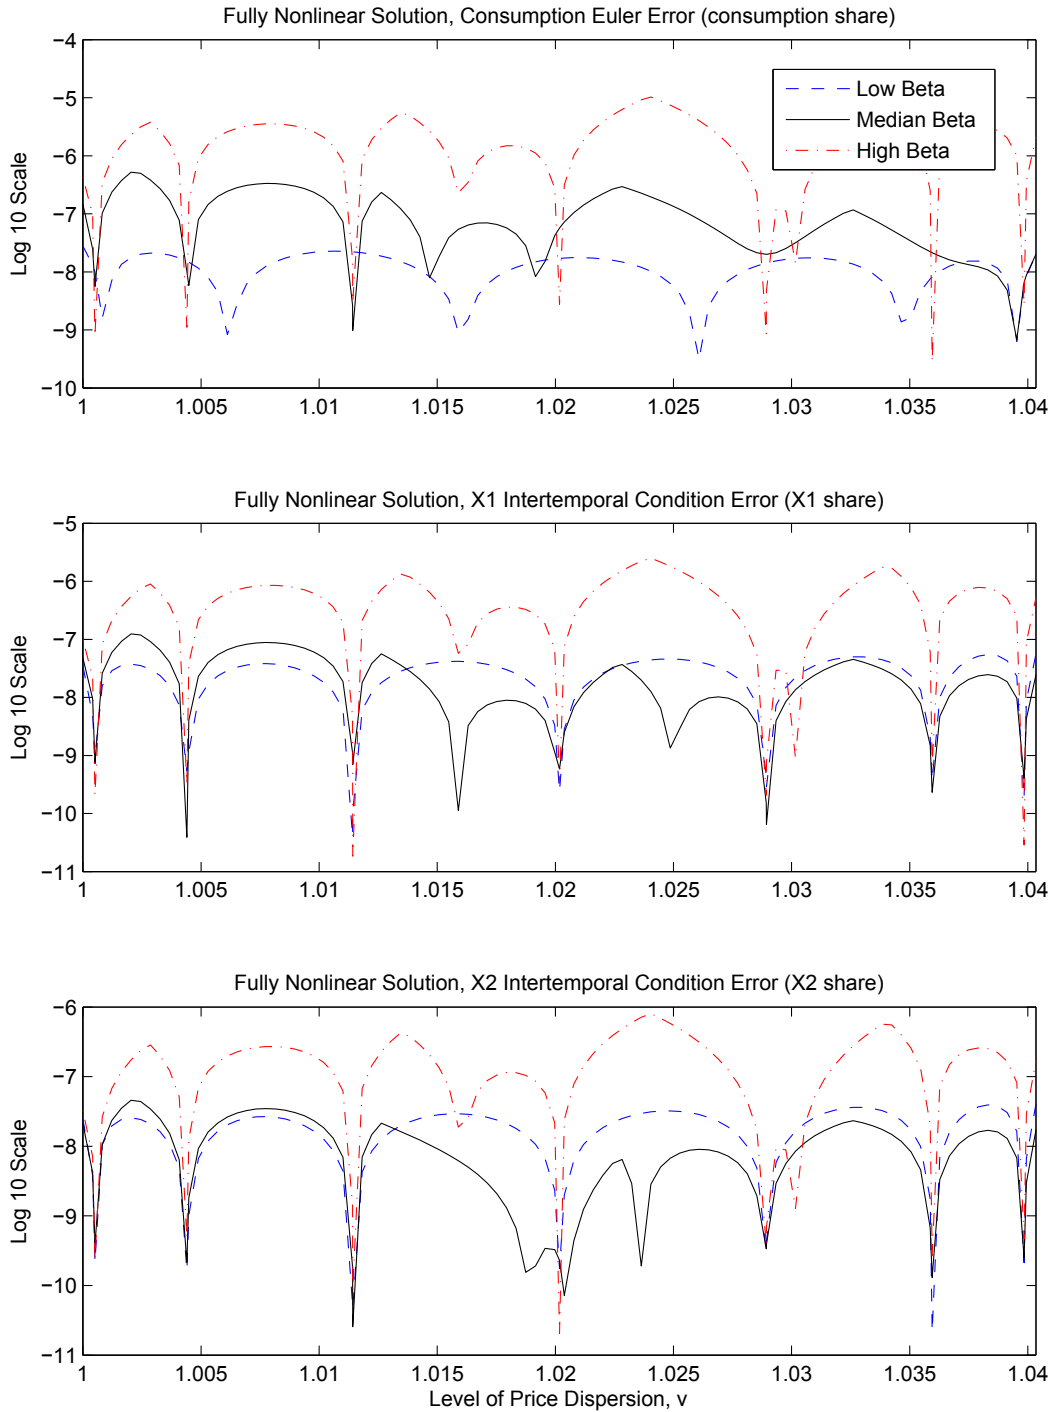 Fully Nonlinear Solution, Consumption Euler Error (consumption share)
−4
−5
−6
−7
−8
−9
−10
Log 10 Scale
Low Beta
Median Beta
High Beta
1 1.005 1.01 1.015 1.02 1.025 1.03 1.035 1.04
Fully Nonlinear Solution, X1 Intertemporal Condition Error (X1 share)
−5
−6
−7
−8
−9
−10
−11
Log 10 Scale
1 1.005 1.01 1.015 1.02 1.025 1.03 1.035 1.04
Fully Nonlinear Solution, X2 Intertemporal Condition Error (X2 share)
−6
−7
−8
−9
−10
−11
Log 10 Scale
1 1.005 1.01 1.015 1.02 1.025 1.03 1.035 1.04
Level of Price Dispersion, v